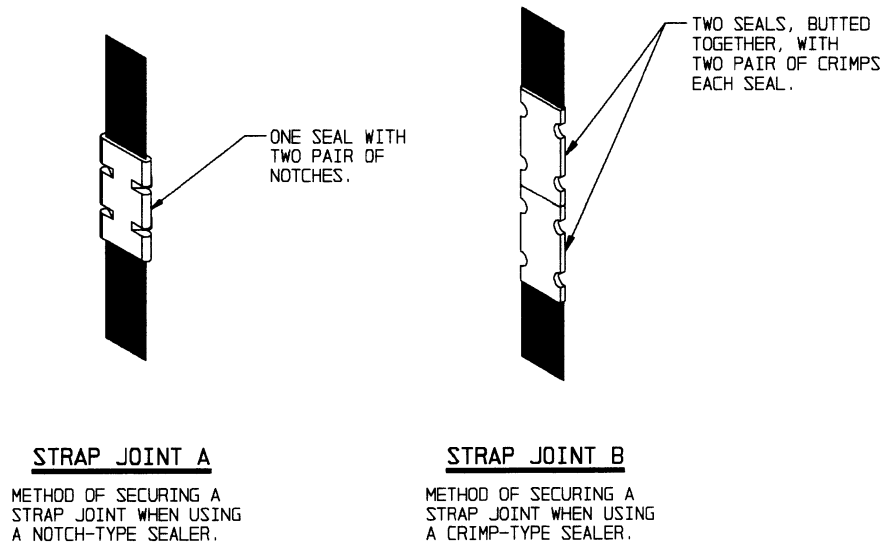 TWO SEALS, BUTTED
TOGETHER, WITH
TWO PAIR OF CRIMPS
EACH SEAL.
ONE SEAL WITH
TWO PAIR OF
NOTCHES.
STRAP JOINT A
METHOD OF SECURING A
STRAP JOINT WHEN USING
A NOTCH-TYPE SEALER.
STRAP JOINT B
METHOD OF SECURING A
STRAP JOINT WHEN USING
A CRIMP-TYPE SEALER.